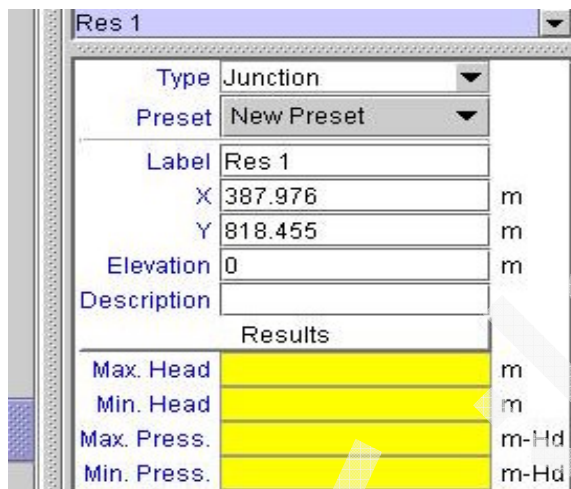 Res 1
Type Junction
Preset New Preset
Label Res 1
X 387.976 m
Y 818.455 m
Elevation 0 m
Description
Results
Max. Head m
Min. Head m
Max. Press. m-Hd
Min. Press. m-Hd